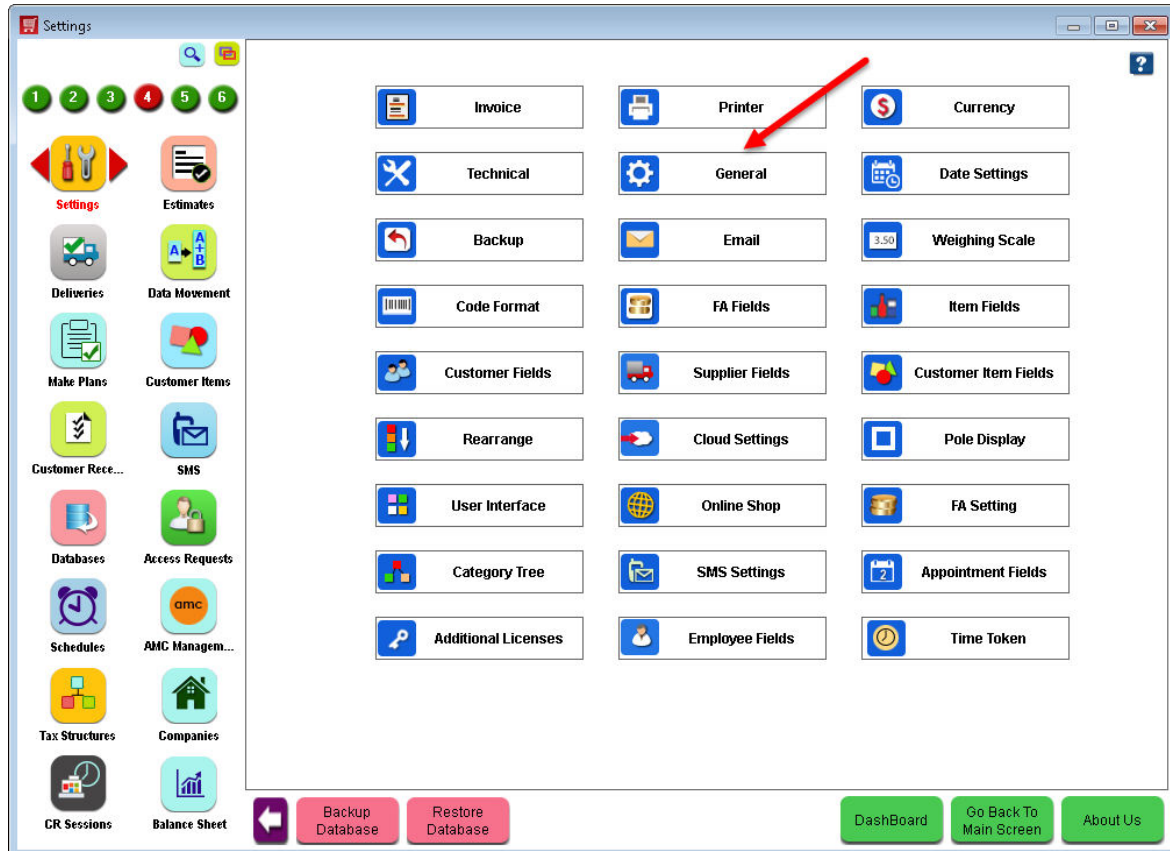 Settings
?
1 2 3 4 5 6
Settings
Estimates
Deliveries
A
A+B
Data Movement
Make Plans
Customer Items
Customer Rece...
SMS
Databases
Access Requests
Schedules
amc
AMC Managem...
Tax Structures
Companies
CR Sessions
Balance Sheet
Invoice
Printer
$
Currency
Technical
General
Date Settings
Backup
Email
3.50
Weighing Scale
Code Format
FA Fields
Item Fields
Customer Fields
Supplier Fields
Customer Item Fields
Rearrange
Cloud Settings
Pole Display
User Interface
Online Shop
FA Setting
Category Tree
SMS Settings
2
Appointment Fields
Additional Licenses
Employee Fields
Time Token
Backup
Database
Restore
Database
DashBoard
Go Back To
Main Screen
About Us